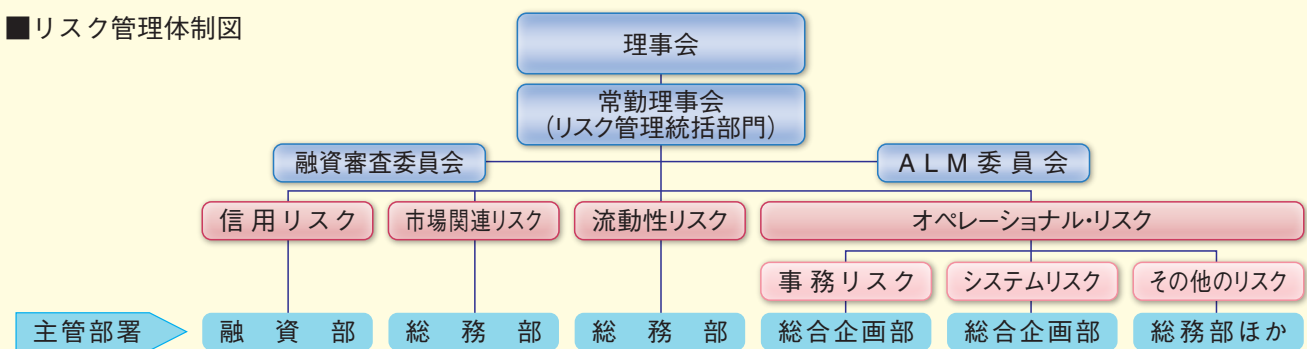 ■リスク管理体制図
理事会
常勤理事会
(リスク管理統括部門)
融資審査委員会
ALM委員会
信用リスク
市場関連リスク
流動性リスク
オペレーショナル・リスク
事務リスク
システムリスク
その他のリスク
主管部署
融資部
総務部
総務部
総合企画部
総合企画部
総務部ほか